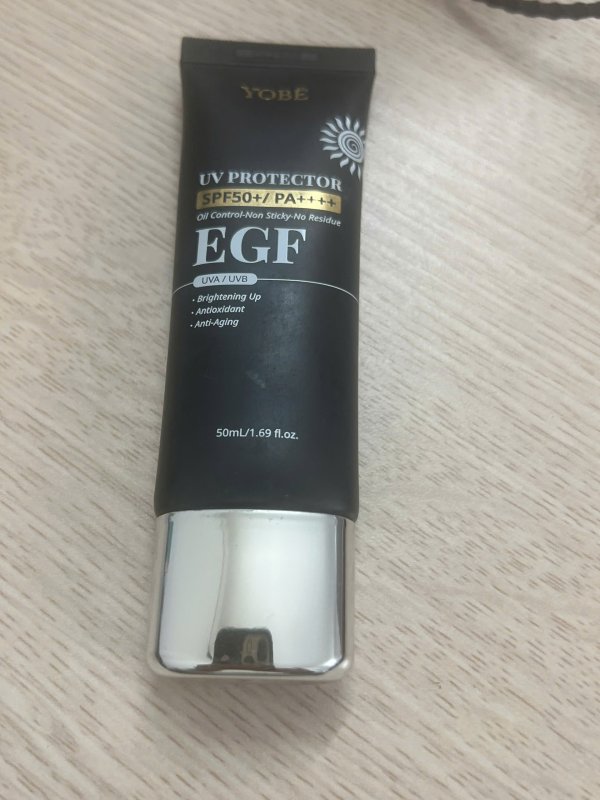 YOBE
UV PROTECTOR
SPF50+/ PA++++
Oil Control-Non Sticky-No Residue
EGF
UVA / UVB
• Brightening Up
• Antioxidant
• Anti-Aging
50mL/1.69 fl.oz.